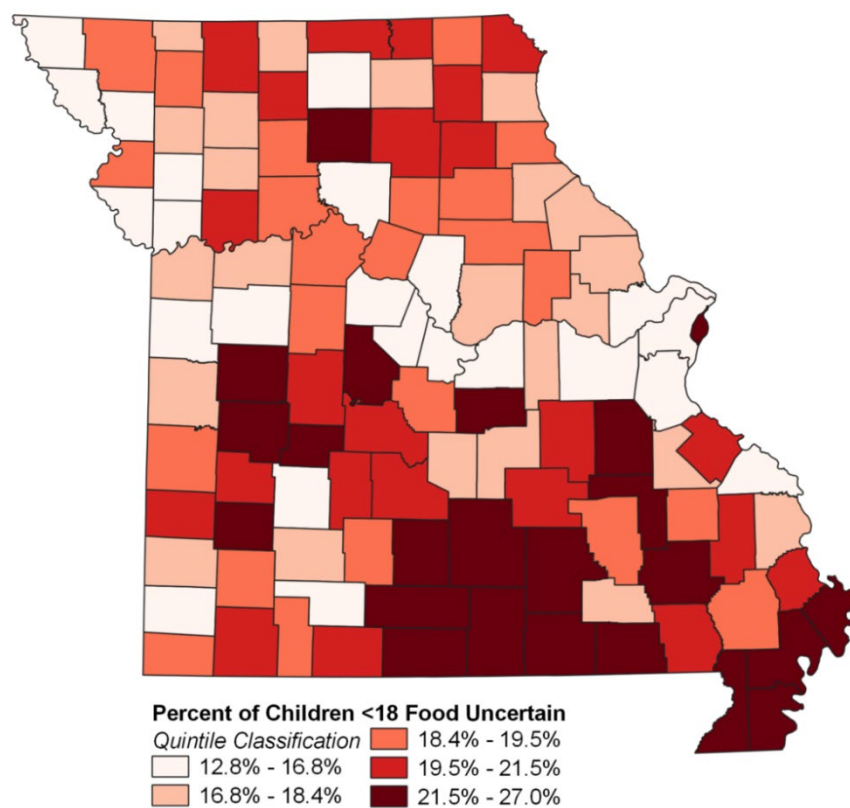 Percent of Children <18 Food Uncertain
Quintile Classification
12.8% - 16.8%
16.8% - 18.4%
18.4% - 19.5%
19.5% - 21.5%
21.5% - 27.0%